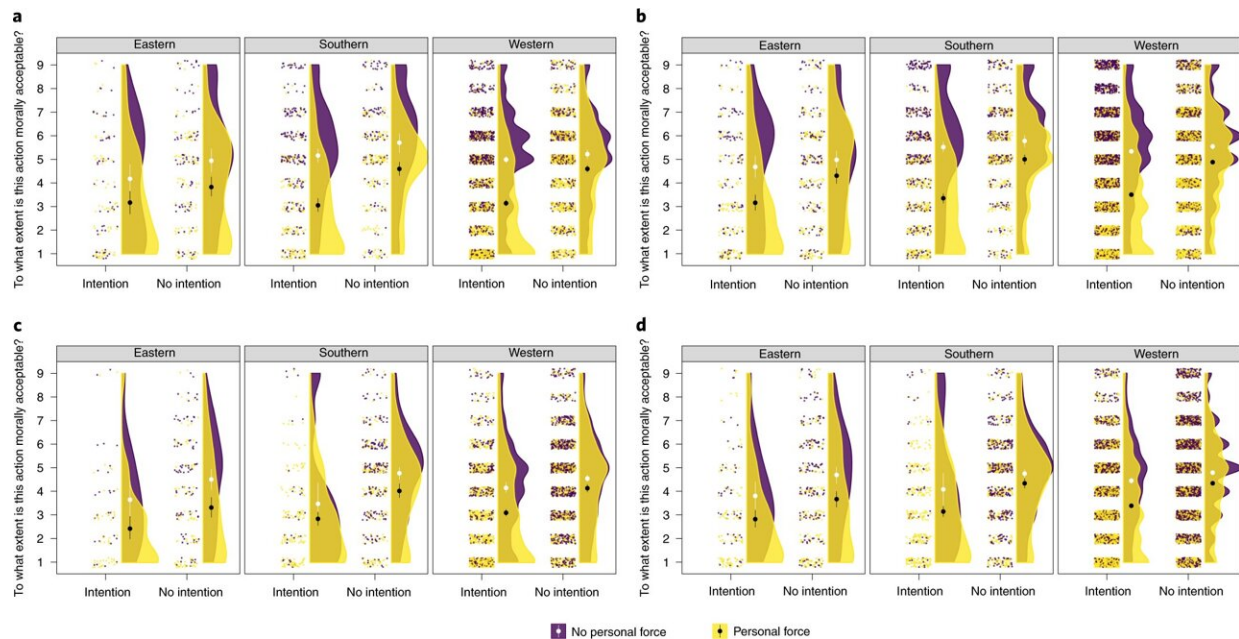 a
To what extent is this action morally acceptable?
Eastern Southern Western
9
8
7
6
5
4
3
2
1
Intention No intention Intention No intention Intention No intention
b
To what extent is this action morally acceptable?
Eastern Southern Western
9
8
7
6
5
4
3
2
1
Intention No intention Intention No intention Intention No intention
c
To what extent is this action morally acceptable?
Eastern Southern Western
9
8
7
6
5
4
3
2
1
Intention No intention Intention No intention Intention No intention
d
To what extent is this action morally acceptable?
Eastern Southern Western
9
8
7
6
5
4
3
2
1
Intention No intention Intention No intention Intention No intention
No personal force Personal force